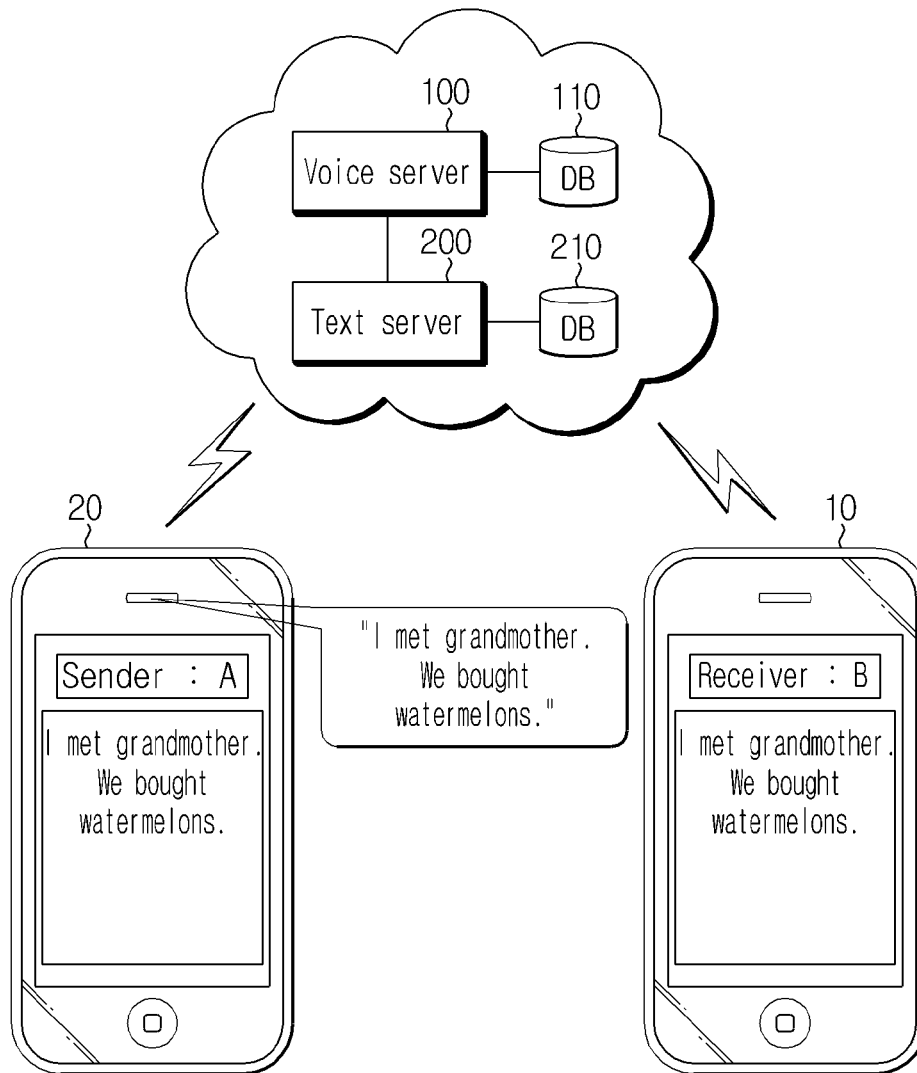 100
110
Voice server
DB
200
210
Text server
DB
20
10
"I met grandmother.
We bought
watermelons."
Sender : A
I met grandmother.
We bought
watermelons.
Receiver : B
I met grandmother.
We bought
watermelons.